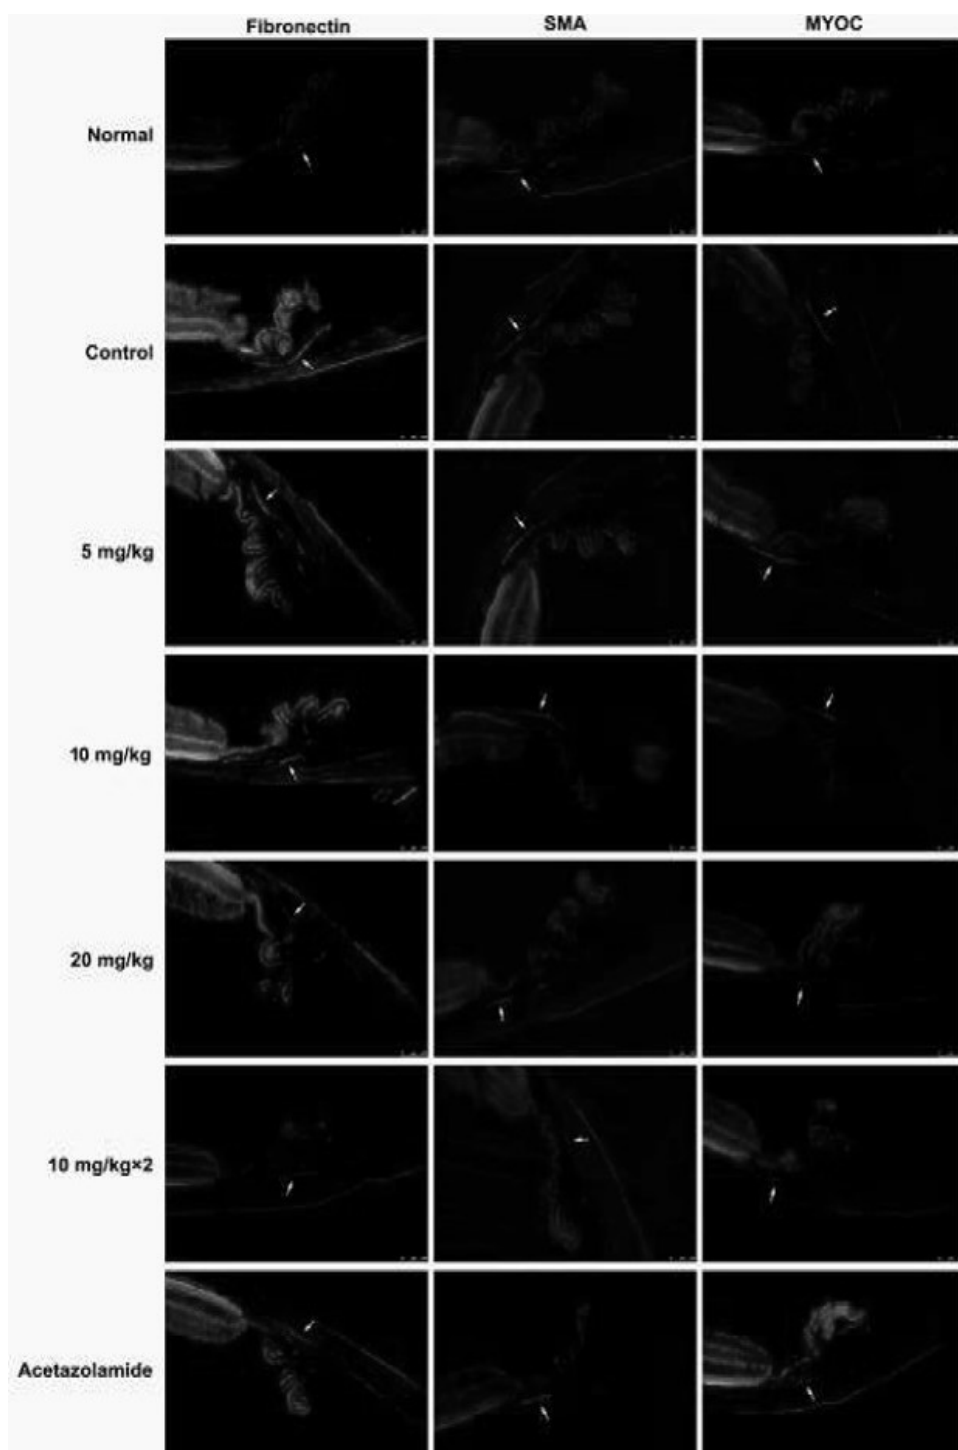 Fibronectin SMA MYOC
Normal
Control
5 mg/kg
10 mg/kg
20 mg/kg
10 mg/kg×2
Acetazolamide